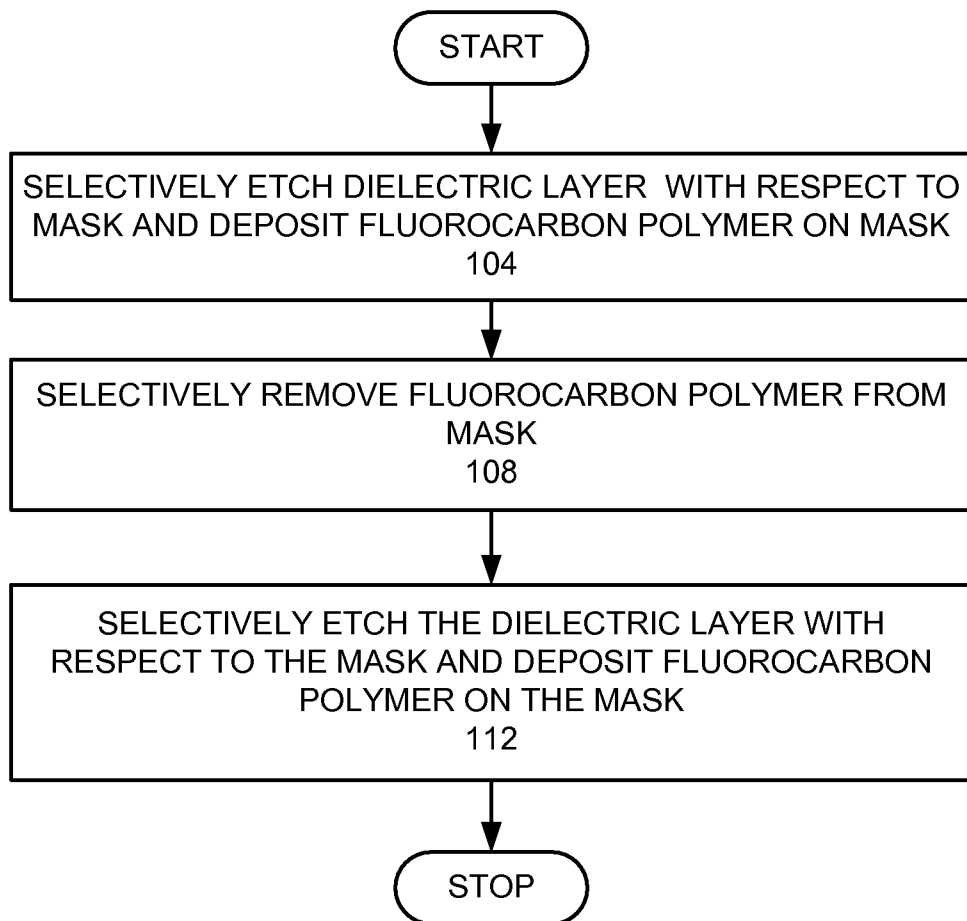 START
SELECTIVELY ETCH DIELECTRIC LAYER WITH RESPECT TO
MASK AND DEPOSIT FLUOROCARBON POLYMER ON MASK
104
SELECTIVELY REMOVE FLUOROCARBON POLYMER FROM
MASK
108
SELECTIVELY ETCH THE DIELECTRIC LAYER WITH
RESPECT TO THE MASK AND DEPOSIT FLUOROCARBON
POLYMER ON THE MASK
112
STOP